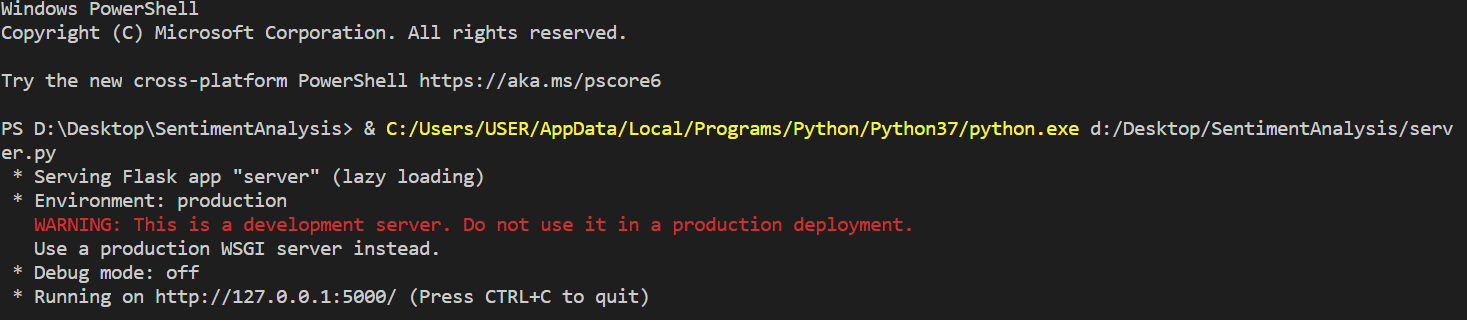 Windows PowerShell
Copyright (C) Microsoft Corporation. All rights reserved.
Try the new cross-platform PowerShell https://aka.ms/pscore6
PS D:\Desktop\SentimentAnalysis> & C:/Users/USER/AppData/Local/Programs/Python/Python37/python.exe d:/Desktop/SentimentAnalysis/serv
er.py
 * Serving Flask app "server" (lazy loading)
 * Environment: production
   WARNING: This is a development server. Do not use it in a production deployment.
   Use a production WSGI server instead.
 * Debug mode: off
 * Running on http://127.0.0.1:5000/ (Press CTRL+C to quit)